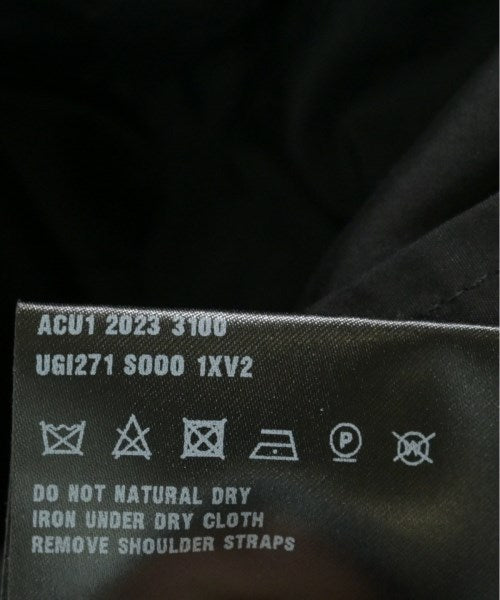 ACU1 2023 3100
UGI271 S000 1XV2
P
W
DO NOT NATURAL DRY
IRON UNDER DRY CLOTH
REMOVE SHOULDER STRAPS